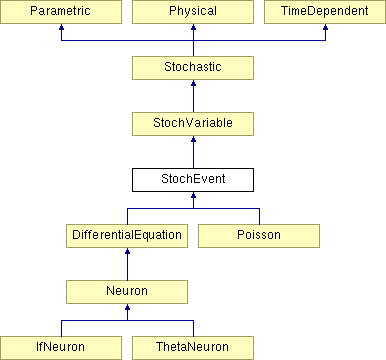 Parametric Physical TimeDependent
Stochastic
StochVariable
StochEvent
DifferentialEquation Poisson
Neuron
IfNeuron ThetaNeuron